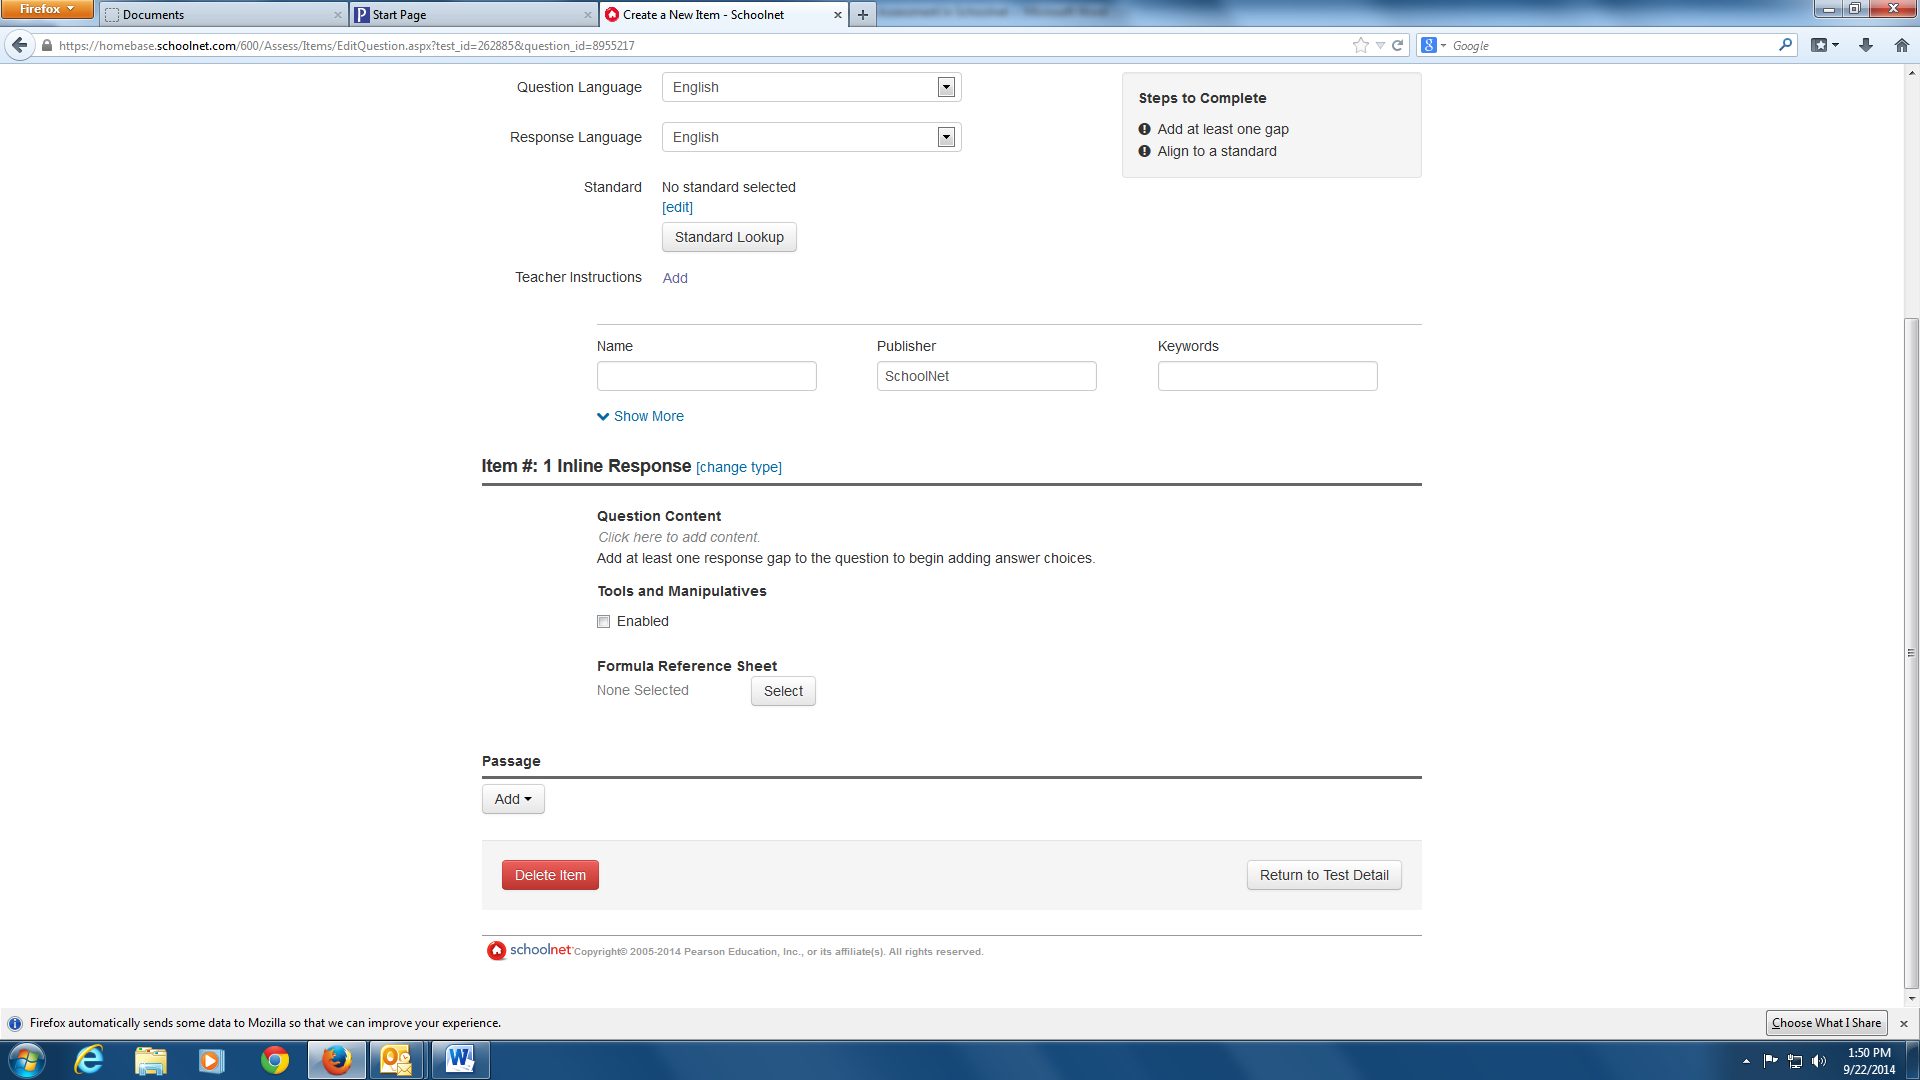 Firefox
Documents
Start Page
Create a New Item - Schoolnet
Assessment in Schoolnet - Microsoft Word
https://homebase.schoolnet.com/600/Assess/Items/EditQuestion.aspx?test_id=262885&question_id=8955217
Google
Question Language
English
Response Language
English
Steps to Complete
Add at least one gap
Align to a standard
Standard
No standard selected
[edit]
Standard Lookup
Teacher Instructions
Add
Name
Publisher
Keywords
SchoolNet
Show More
Item #: 1 Inline Response [change type]
Question Content
Click here to add content.
Add at least one response gap to the question to begin adding answer choices.
Tools and Manipulatives
Enabled
Formula Reference Sheet
None Selected
Select
Passage
Add
Delete Item
Return to Test Detail
schoolnet Copyright© 2005-2014 Pearson Education, Inc., or its affiliate(s). All rights reserved.
Firefox automatically sends some data to Mozilla so that we can improve your experience.
Choose What I Share
1:50 PM
9/22/2014